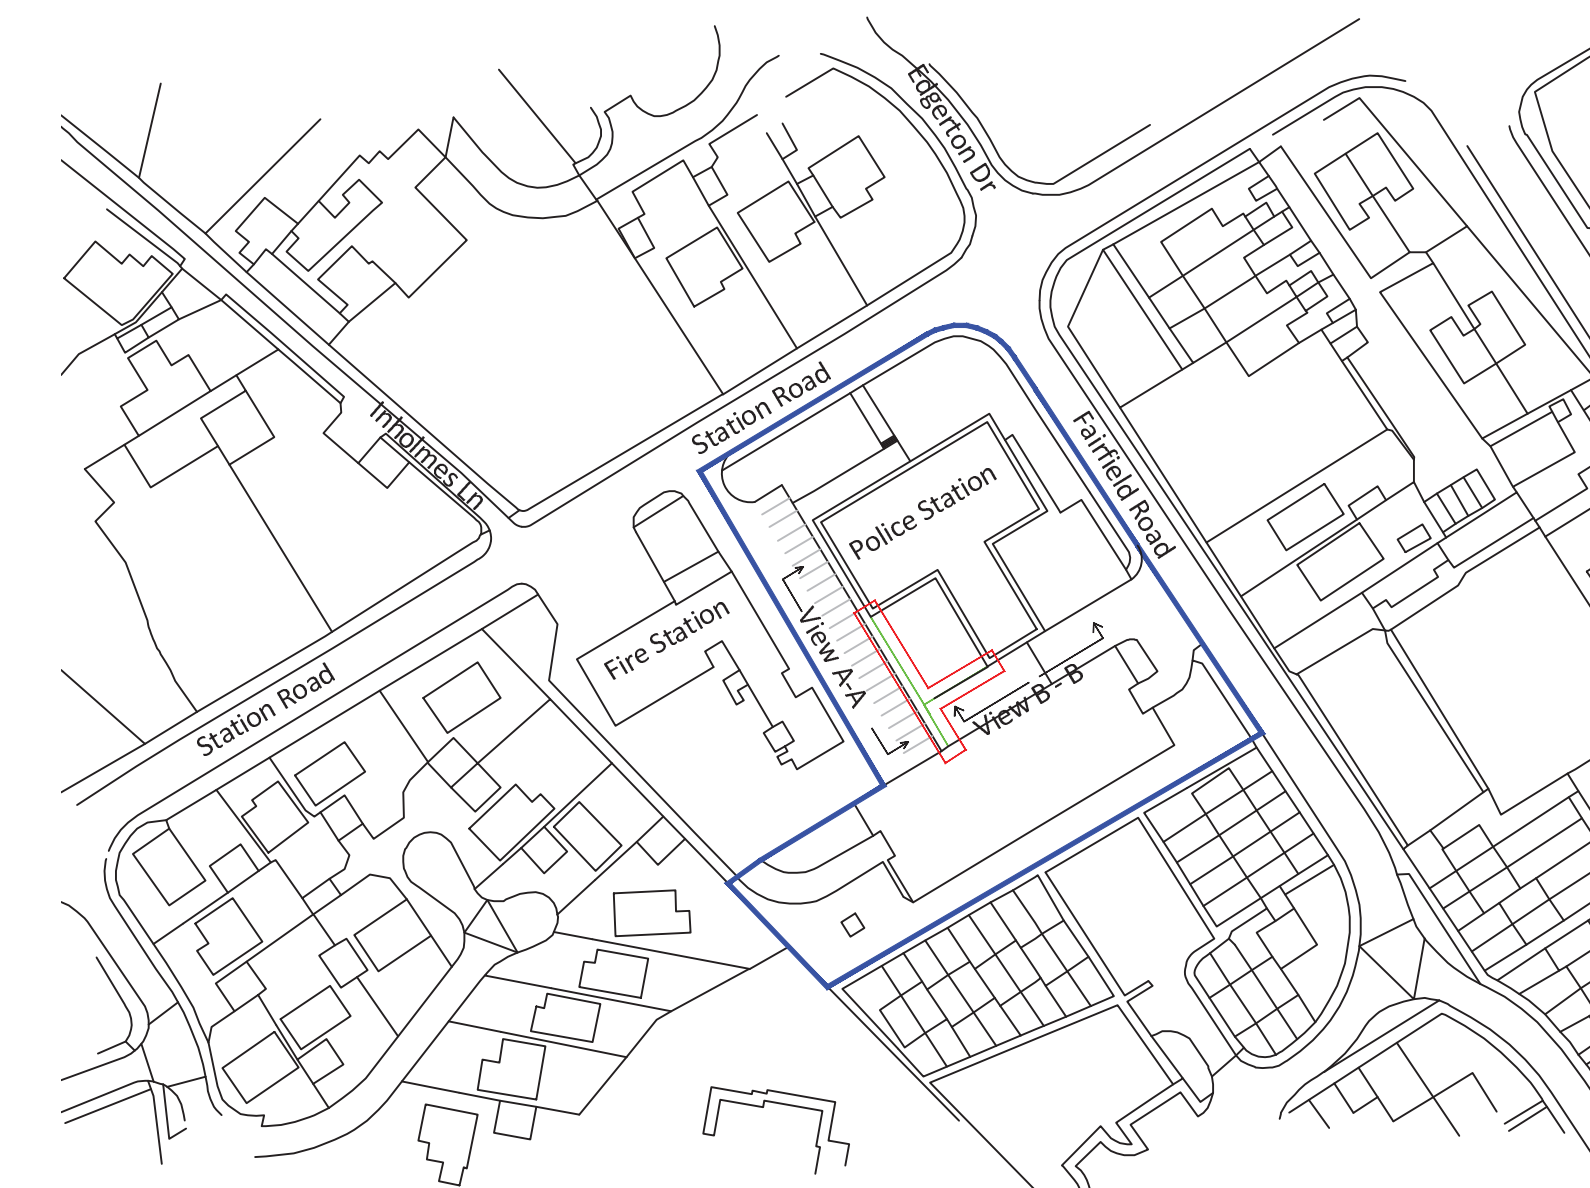 Edgerton Dr
Station Road
Inholmes Ln
Fairfield Road
Police Station
Fire Station
View A-A
View B - B
Station Road